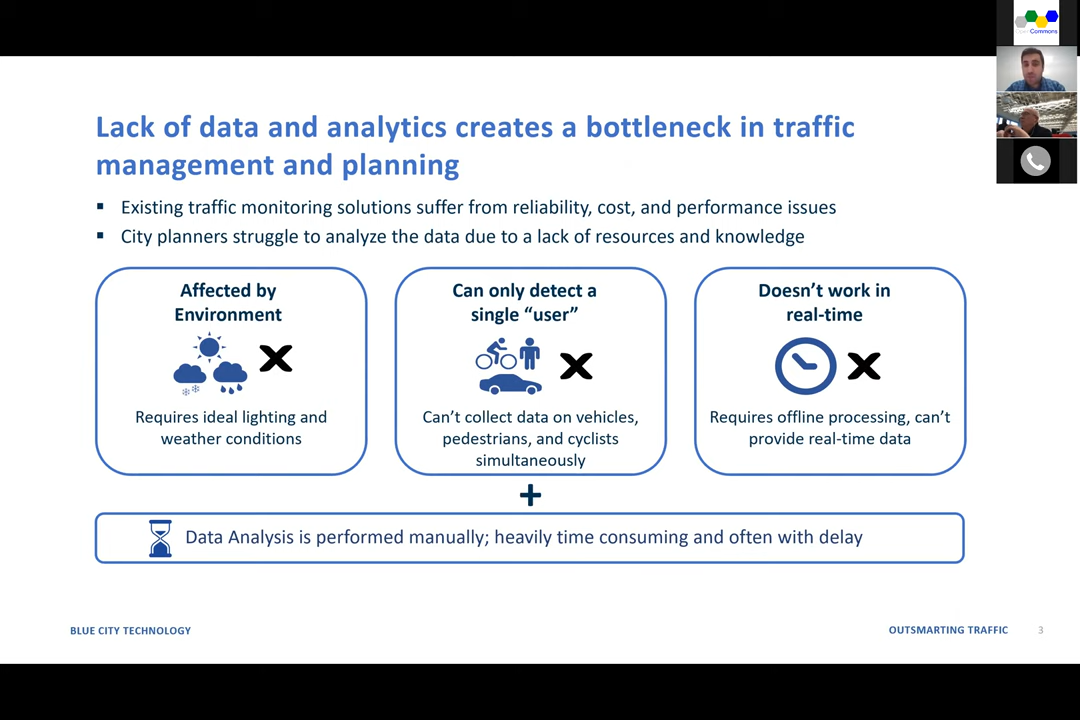 Open Commons
Lack of data and analytics creates a bottleneck in traffic
management and planning
▪ Existing traffic monitoring solutions suffer from reliability, cost, and performance issues
▪ City planners struggle to analyze the data due to a lack of resources and knowledge
Affected by
Environment
Requires ideal lighting and
weather conditions
Can only detect a
single “user”
Can’t collect data on vehicles,
pedestrians, and cyclists
simultaneously
Doesn’t work in
real-time
Requires offline processing, can’t
provide real-time data
+
Data Analysis is performed manually; heavily time consuming and often with delay
BLUE CITY TECHNOLOGY
OUTSMARTING TRAFFIC
3